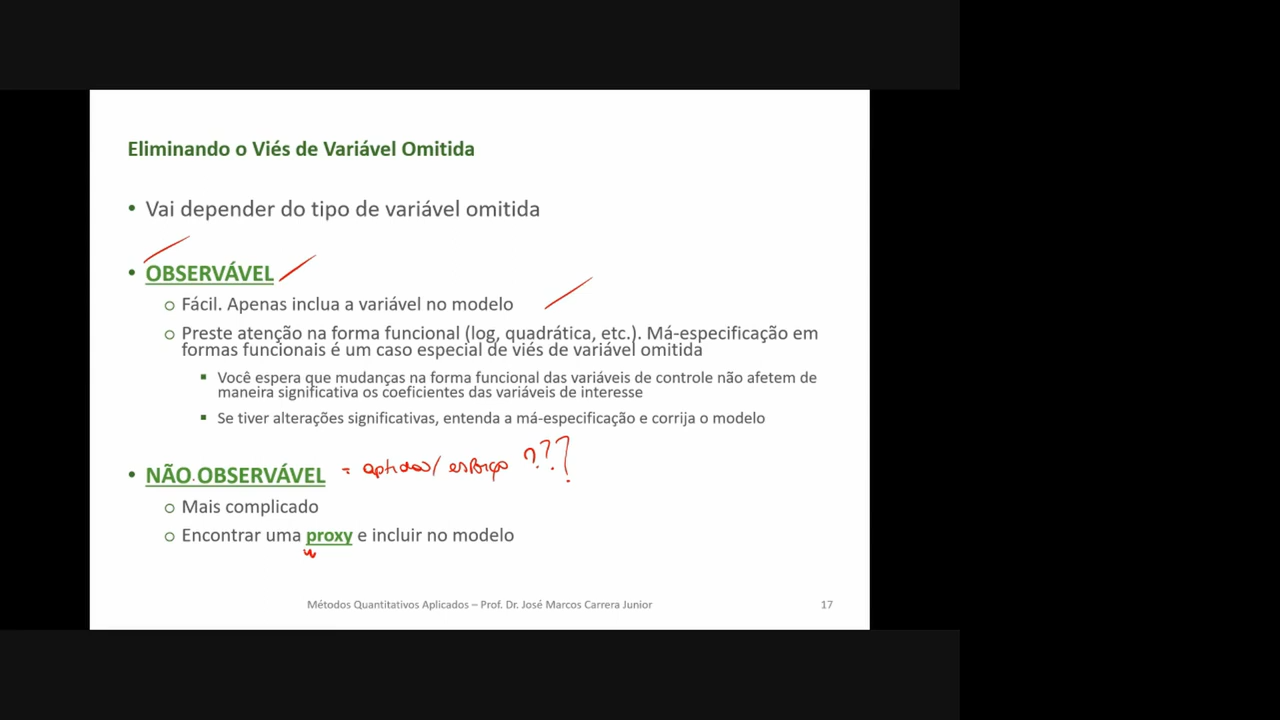 Eliminando o Viés de Variável Omitida
• Vai depender do tipo de variável omitida
• OBSERVÁVEL
o Fácil. Apenas inclua a variável no modelo
o Preste atenção na forma funcional (log, quadrática, etc.). Má-especificação em
formas funcionais é um caso especial de viés de variável omitida
▪ Você espera que mudanças na forma funcional das variáveis de controle não afetem de
maneira significativa os coeficientes das variáveis de interesse
▪ Se tiver alterações significativas, entenda a má-especificação e corrija o modelo
• NÃO OBSERVÁVEL = aptidão/ esforço ???
o Mais complicado
o Encontrar uma proxy e incluir no modelo
Métodos Quantitativos Aplicados – Prof. Dr. José Marcos Carrera Junior 17